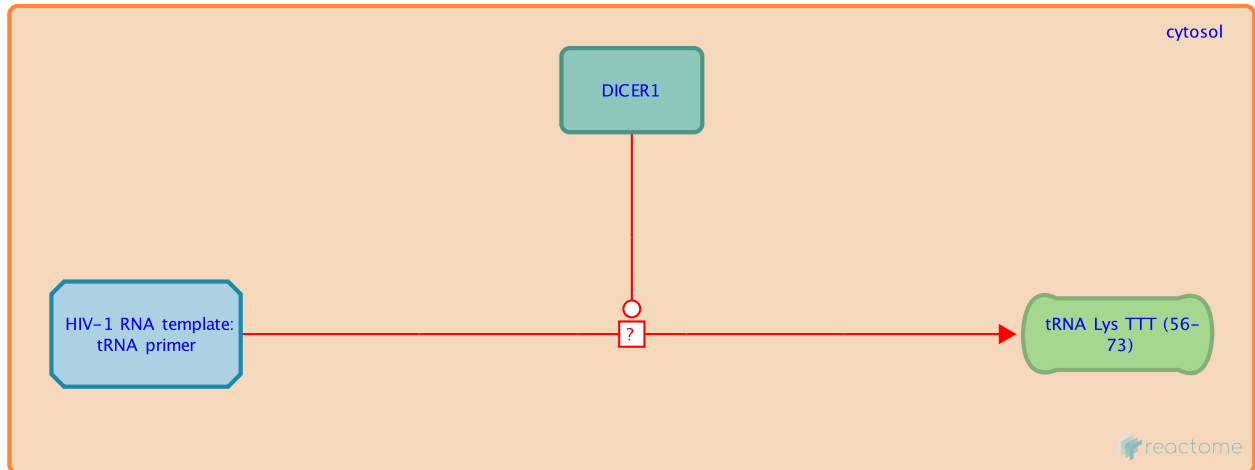 cytosol
DICER1
HIV-1 RNA template:
tRNA primer
?
tRNA Lys TTT (56-
73)
reactome